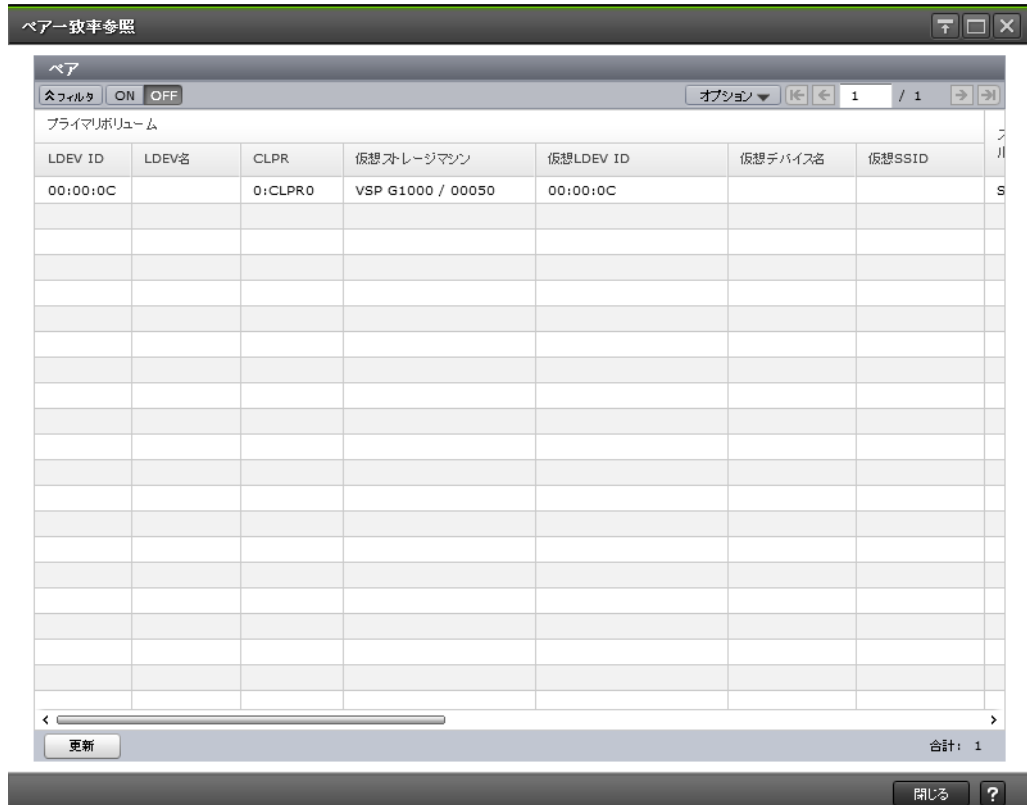 ペア一致率参照
ペア
フィルタ ON OFF オプション 1 / 1
プライマリボリューム
LDEV ID LDEV名 CLPR 仮想ストレージマシン 仮想LDEV ID 仮想デバイス名 仮想SSID
00:00:0C 0:CLPR0 VSP G1000 / 00050 00:00:0C S
更新 合計: 1
閉じる ?